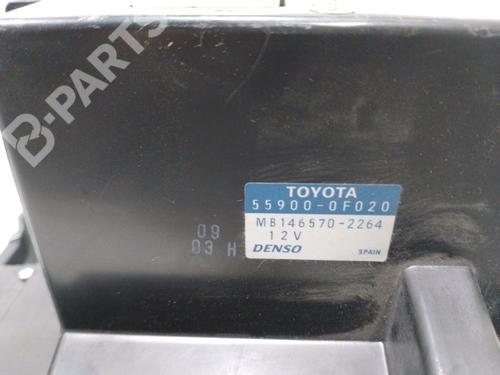 B-PARTS
TOYOTA
55900-0F020
MB146570-2264
12V
DENSO SPAIN
09
03 H